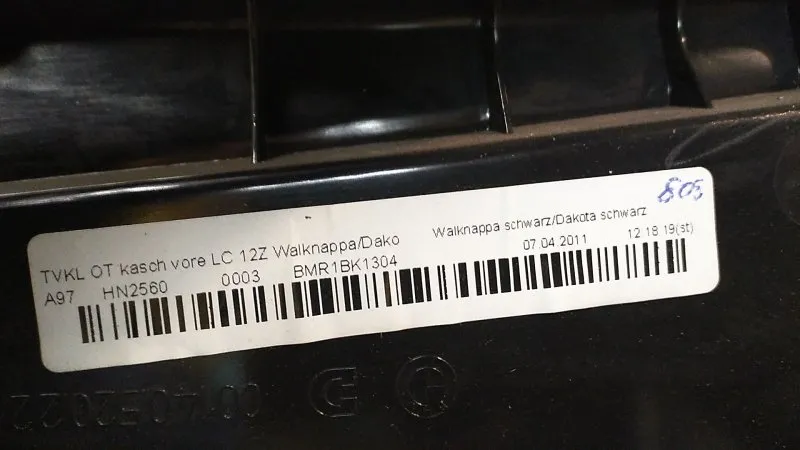 805
TVKL OT kasch vore LC 12Z Walknappa/Dako Walknappa schwarz/Dakota schwarz
A97 HN2560 0003 BMR1BK1304 07.04.2011 12 18 19(st)